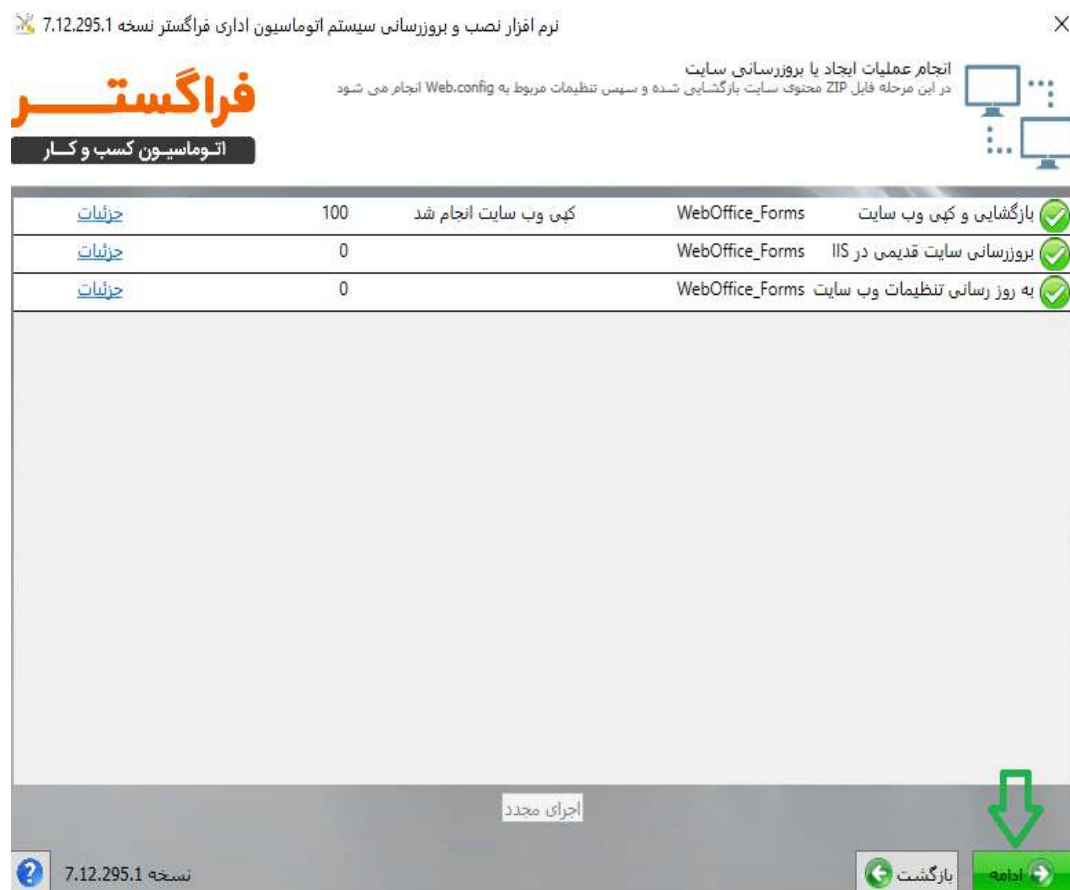 نرم افزار نصب و بروزرسانی سیستم اتوماسیون اداری فراگستر نسخه 7.12.295.1
انجام عملیات ایجاد یا بروزرسانی سایت
در این مرحله فایل ZIP محتوی سایت بازگشایی شده و سپس تنظیمات مربوط به Web.config انجام می شود
فراگستر
اتوماسیون کسب و کار
بازگشایی و کپی وب سایت WebOffice_Forms کپی وب سایت انجام شد 100 جزئیات
بروزرسانی سایت قدیمی در IIS WebOffice_Forms 0 جزئیات
به روز رسانی تنظیمات وب سایت WebOffice_Forms 0 جزئیات
اجرای مجدد
ادامه بازگشت نسخه 7.12.295.1 ?